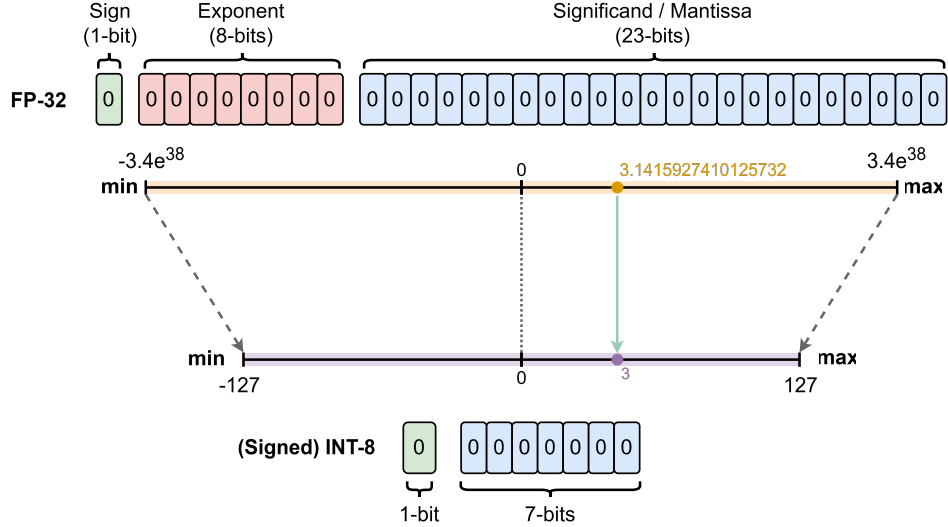 Sign Exponent Significand / Mantissa
(1-bit) (8-bits) (23-bits)
FP-32 0 0 0 0 0 0 0 0 0 0 0 0 0 0 0 0 0 0 0 0 0 0 0 0 0 0 0 0 0 0 0 0
-3.4e³⁸ 0 3.1415927410125732 3.4e³⁸
min max
min max
-127 0 3 127
(Signed) INT-8 0 0 0 0 0 0 0 0
1-bit 7-bits